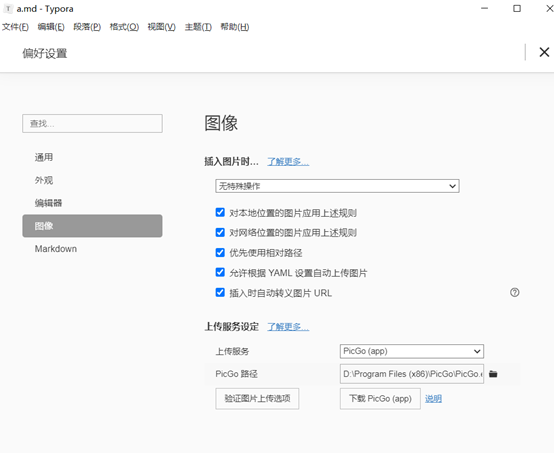 a.md - Typora
文件(F) 编辑(E) 段落(P) 格式(O) 视图(V) 主题(T) 帮助(H)
偏好设置
查找...
通用
外观
编辑器
图像
Markdown
图像
插入图片时... 了解更多...
无特殊操作
对本地位置的图片应用上述规则
对网络位置的图片应用上述规则
优先使用相对路径
允许根据 YAML 设置自动上传图片
插入时自动转义图片 URL
上传服务设定 了解更多...
上传服务 PicGo (app)
PicGo 路径 D:\Program Files (x86)\PicGo\PicGo.e
验证图片上传选项 下载 PicGo (app) 说明